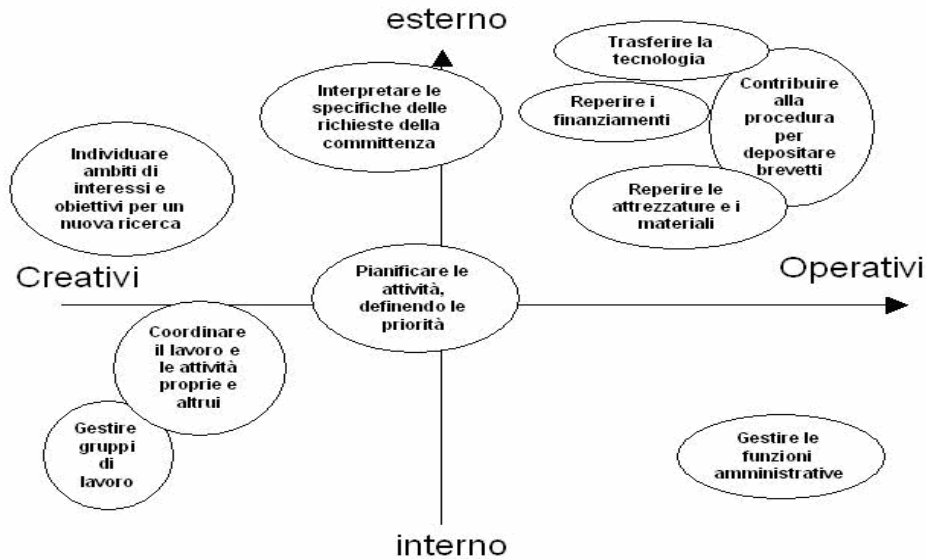 esterno
Trasferire la
tecnologia
Interpretare le
specifiche delle
richieste della
committenza
Reperire i
finanziamenti
Contribuire
alla
procedura
per
depositare
brevetti
Individuare
ambiti di
interessi e
obiettivi per un
nuova ricerca
Reperire le
attrezzature e i
materiali
Creativi
Pianificare le
attività,
definendo le
priorità
Operativi
Coordinare
il lavoro e
le attività
proprie e
altrui
Gestire
gruppi
di
lavoro
Gestire le
funzioni
amministrative
interno